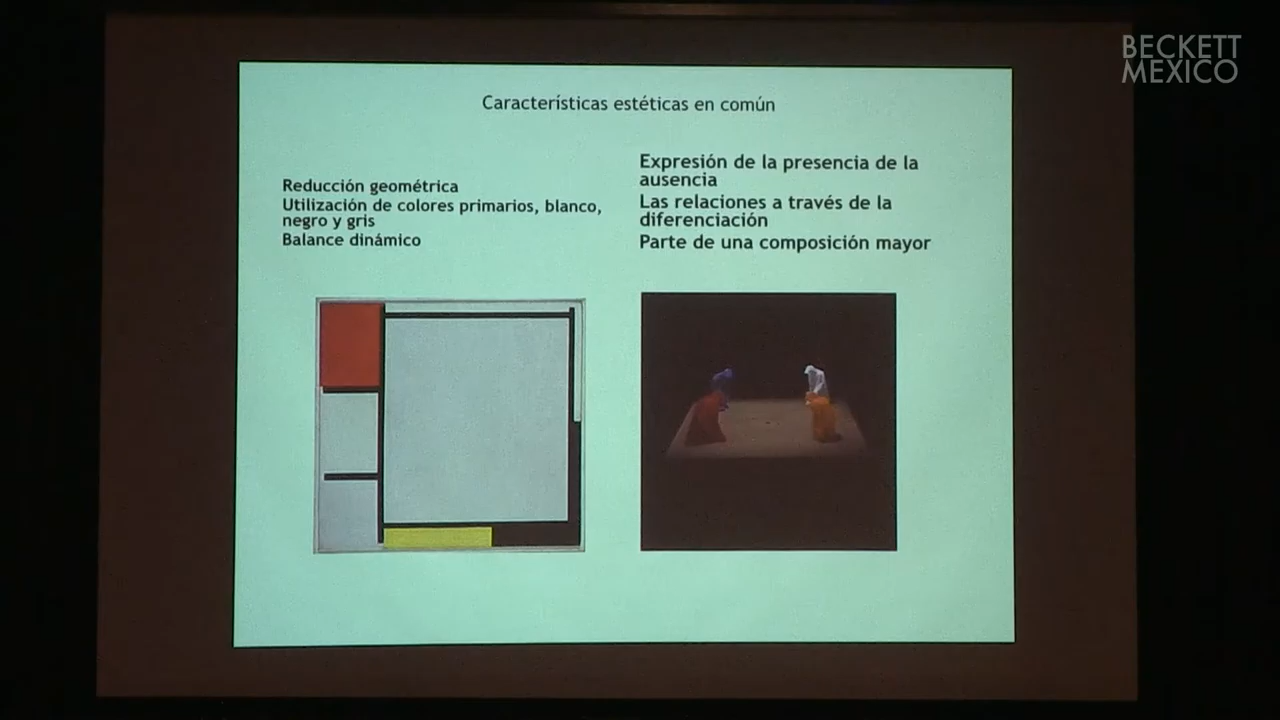 BECKETT
MEXICO
Características estéticas en común
Reducción geométrica
Utilización de colores primarios, blanco,
negro y gris
Balance dinámico
Expresión de la presencia de la
ausencia
Las relaciones a través de la
diferenciación
Parte de una composición mayor